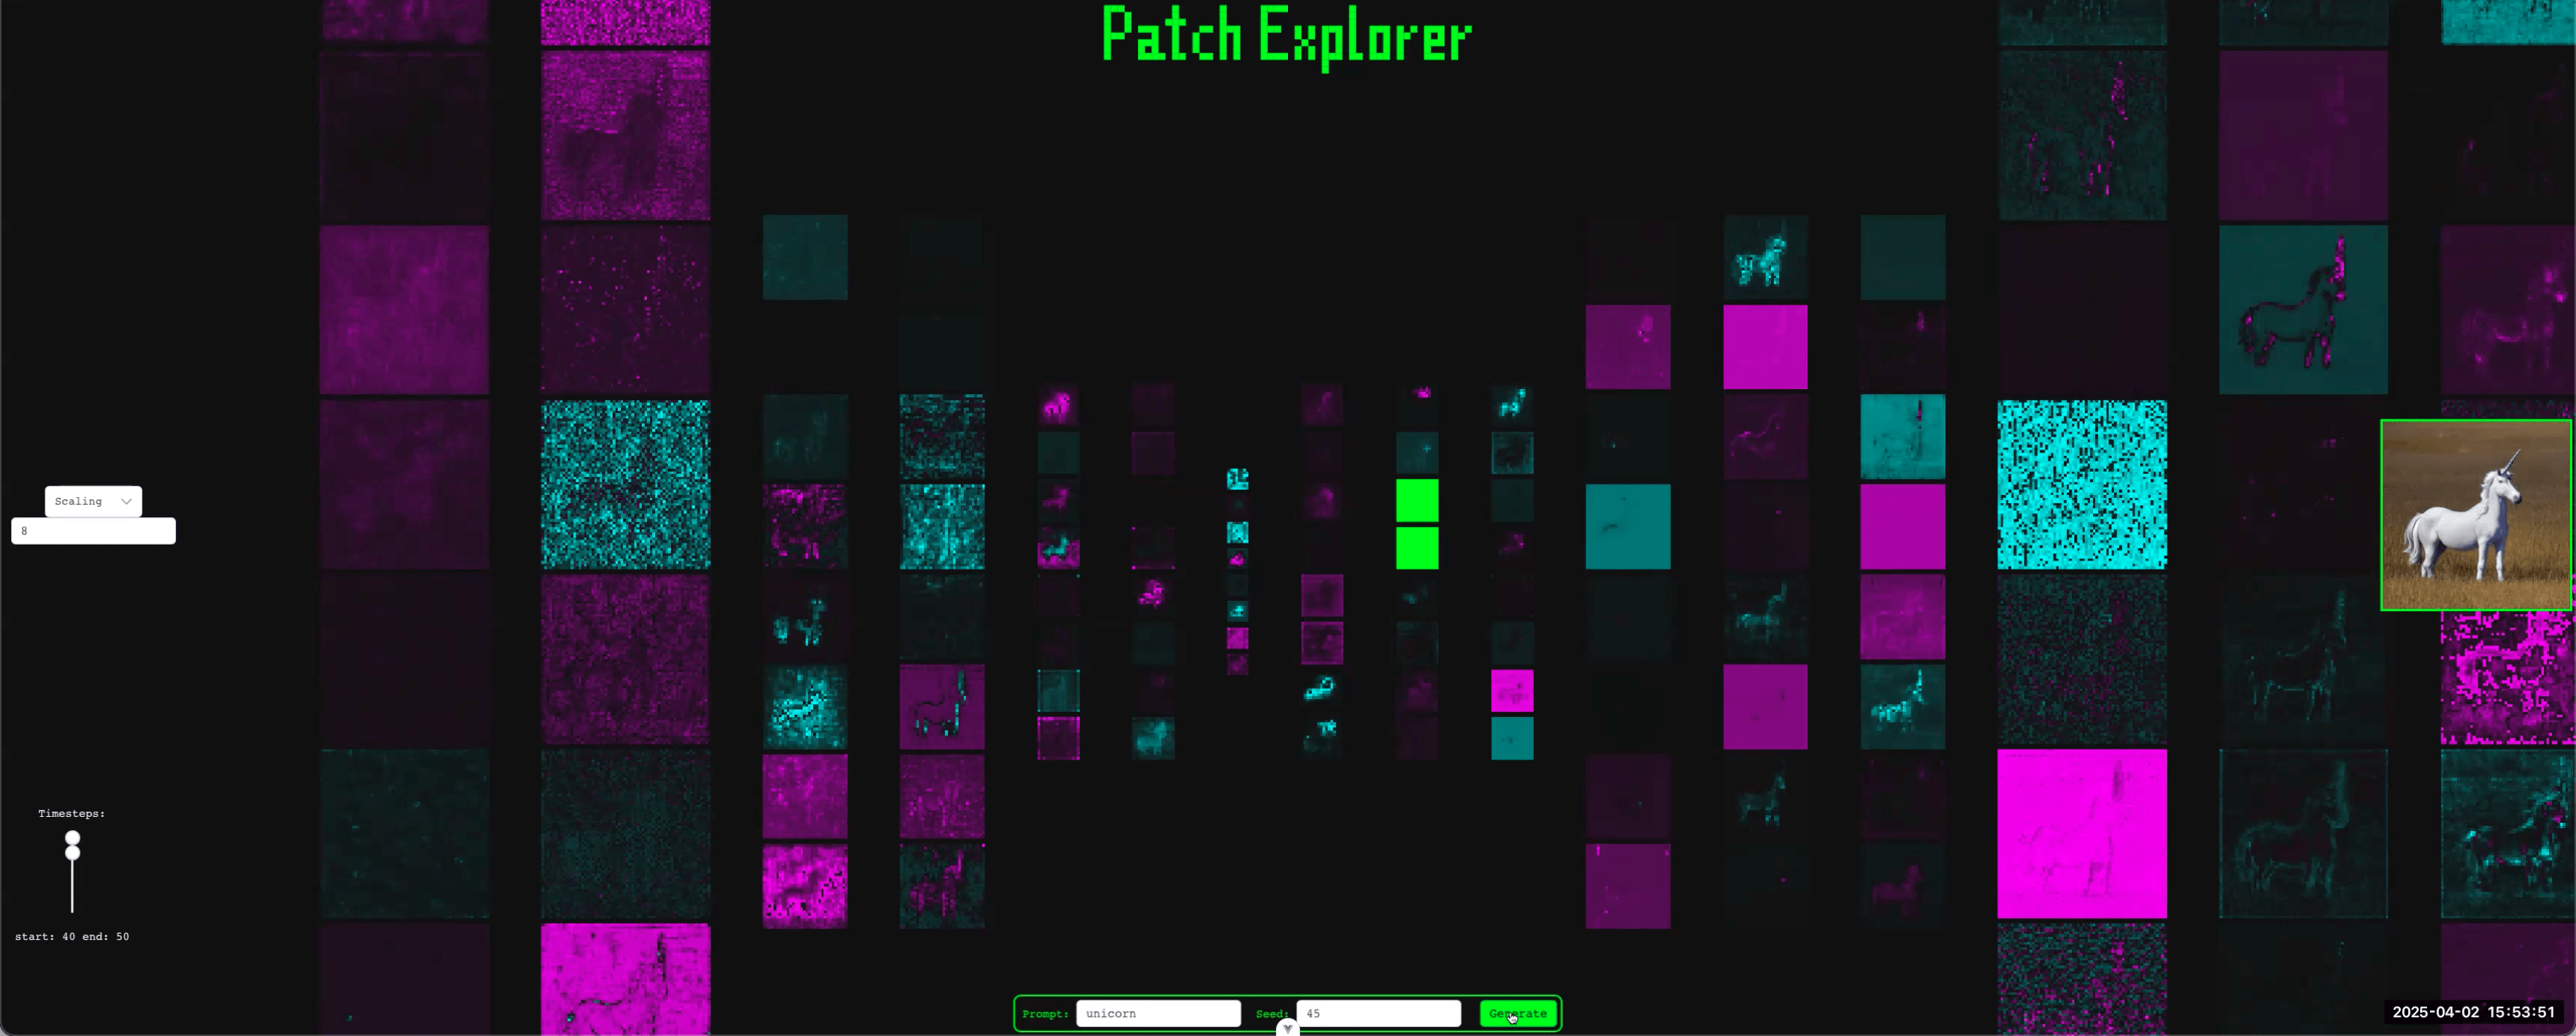 Patch Explorer
Scaling
8
Timesteps:
start: 40 end: 50
Prompt: unicorn Seed: 45 Generate
2025-04-02 15:53:51